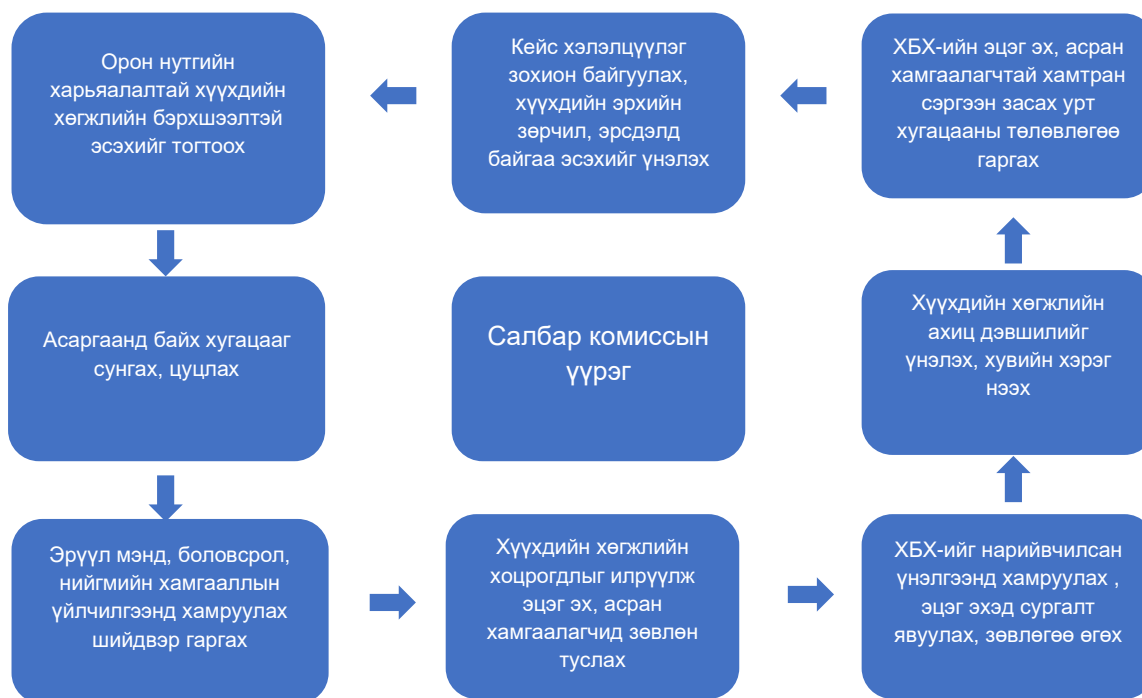 Орон нутгийн
харьяалалтай хүүхдийн
хөгжлийн бэрхшээлтэй
эсэхийг тогтоох
Кейс хэлэлцүүлэг
зохион байгуулах,
хүүхдийн эрхийн
зөрчил, эрсдэлд
байгаа эсэхийг үнэлэх
ХБХ-ийн эцэг эх, асран
хамгаалагчтай хамтран
сэргээн засах урт
хугацааны төлөвлөгөө
гаргах
Асаргаанд байх хугацааг
сунгах, цуцлах
Салбар комиссын
үүрэг
Хүүхдийн хөгжлийн
ахиц дэвшилийг
үнэлэх, хувийн хэрэг
нээх
Эрүүл мэнд, боловсрол,
нийгмийн хамгааллын
үйлчилгээнд хамруулах
шийдвэр гаргах
Хүүхдийн хөгжлийн
хоцрогдлыг илрүүлж
эцэг эх, асран
хамгаалагчид зөвлөн
туслах
ХБХ-ийг нарийвчилсан
үнэлгээнд хамруулах ,
эцэг эхэд сургалт
явуулах, зөвлөгөө өгөх